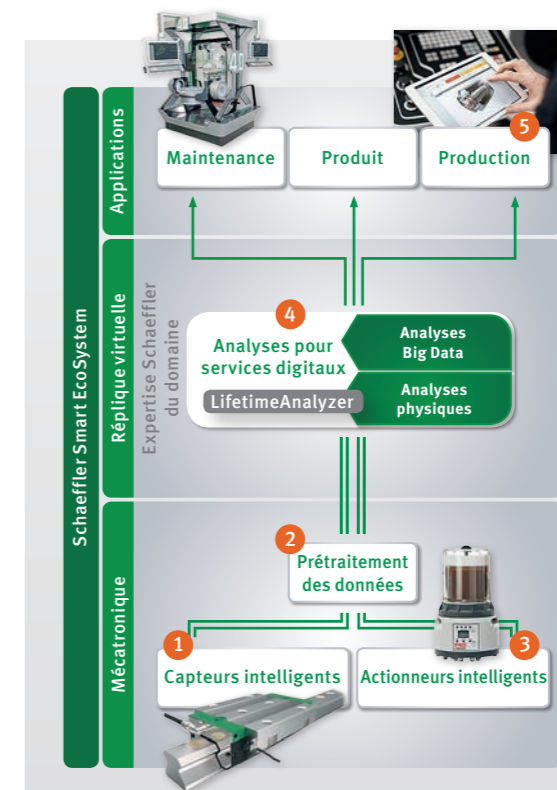 Schaeffler Smart EcoSystem
Applications
Maintenance
Produit
Production
5
Réplique virtuelle
Expertise Schaeffler
du domaine
4
Analyses pour
services digitaux
LifetimeAnalyzer
Analyses
Big Data
Analyses
physiques
Mécatronique
2
Prétraitement
des données
1
Capteurs intelligents
3
Actionneurs intelligents